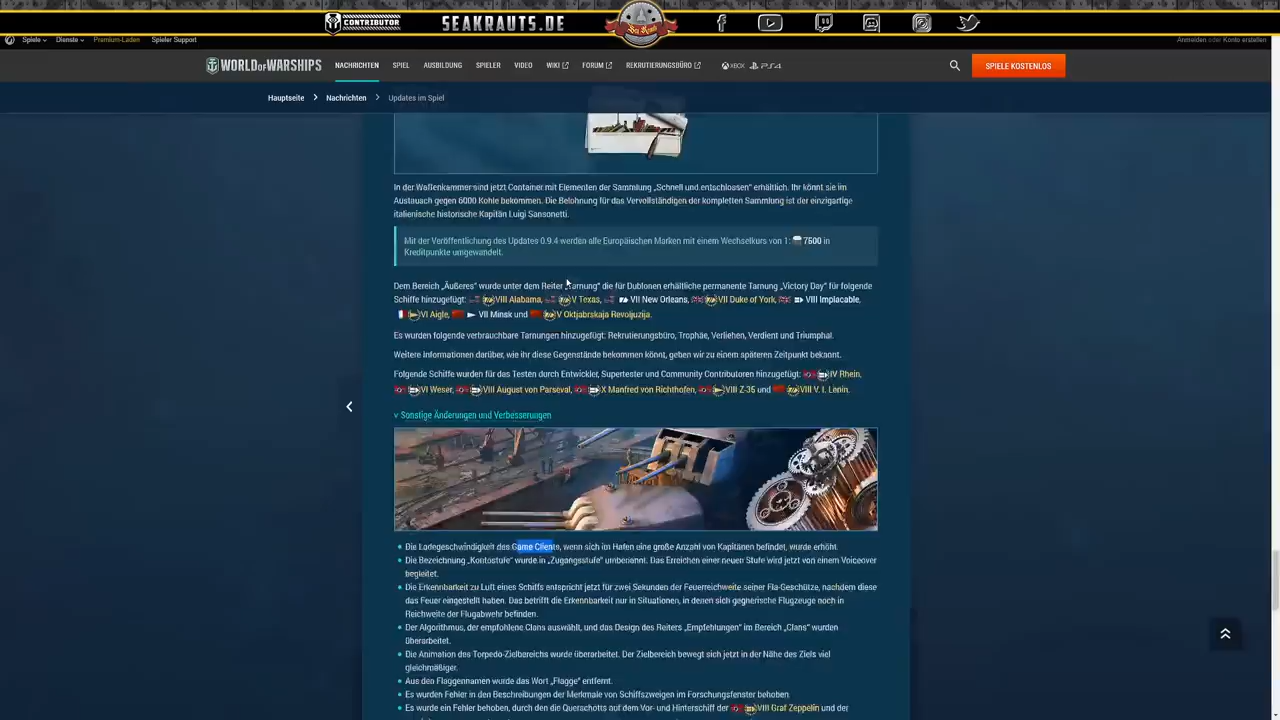 CONTRIBUTOR
SEAKRAUTS.DE
Spiele Dienste Premium-Laden Spieler Support
Anmelden oder Konto erstellen
WORLD OF WARSHIPS NACHRICHTEN SPIEL AUSBILDUNG SPIELER VIDEO WIKI FORUM REKRUTIERUNGSBÜRO XBOX PS4
SPIELE KOSTENLOS
Hauptseite > Nachrichten > Updates im Spiel
In der Waffenkammer sind jetzt Container mit Elementen der Sammlung „Schnell und entschlossen“ erhältlich. Ihr könnt sie im
Austausch gegen 6000 Kohle bekommen. Die Belohnung für das Vervollständigen der kompletten Sammlung ist der einzigartige
italienische historische Kapitän Luigi Sansonetti.
Mit der Veröffentlichung des Updates 0.9.4 werden alle Europäischen Marken mit einem Wechselkurs von 1: 7500 in
Kreditpunkte umgewandelt.
Dem Bereich „Äußeres“ wurde unter dem Reiter „Tarnung“ die für Dublonen erhältliche permanente Tarnung „Victory Day“ für folgende
Schiffe hinzugefügt: VIII Alabama, V Texas, VII New Orleans, VII Duke of York, VIII Implacable,
VI Aigle, VII Minsk und V Oktjabrskaja Revoljuzija.
Es wurden folgende verbrauchbare Tarnungen hinzugefügt: Rekrutierungsbüro, Trophäe, Verliehen, Verdient und Triumphal.
Weitere Informationen darüber, wie ihr diese Gegenstände bekommen könnt, geben wir zu einem späteren Zeitpunkt bekannt.
Folgende Schiffe wurden für das Testen durch Entwickler, Supertester und Community Contributoren hinzugefügt: IV Rhein,
VI Weser, VIII August von Parseval, X Manfred von Richthofen, VIII Z-35 und VIII V. I. Lenin.
v Sonstige Änderungen und Verbesserungen
• Die Ladegeschwindigkeit des Game Clients, wenn sich im Hafen eine große Anzahl von Kapitänen befindet, wurde erhöht.
• Die Bezeichnung „Kontostufe“ wurde in „Zugangsstufe“ umbenannt. Das Erreichen einer neuen Stufe wird jetzt von einem Voiceover
begleitet.
• Die Erkennbarkeit zu Luft eines Schiffs entspricht jetzt für zwei Sekunden der Feuerreichweite seiner Fla-Geschütze, nachdem diese
das Feuer eingestellt haben. Das betrifft die Erkennbarkeit nur in Situationen, in denen sich gegnerische Flugzeuge noch in
Reichweite der Flugabwehr befinden.
• Der Algorithmus, der empfohlene Clans auswählt, und das Design des Reiters „Empfehlungen“ im Bereich „Clans“ wurden
überarbeitet.
• Die Animation des Torpedo-Zielbereichs wurde überarbeitet. Der Zielbereich bewegt sich jetzt in der Nähe des Ziels viel
gleichmäßiger.
• Aus den Flaggennamen wurde das Wort „Flagge“ entfernt.
• Es wurden Fehler in den Beschreibungen der Merkmale von Schiffszweigen im Forschungsfenster behoben.
• Es wurde ein Fehler behoben, durch den die Querschotts auf dem Vor- und Hinterschiff der VIII Graf Zeppelin und der